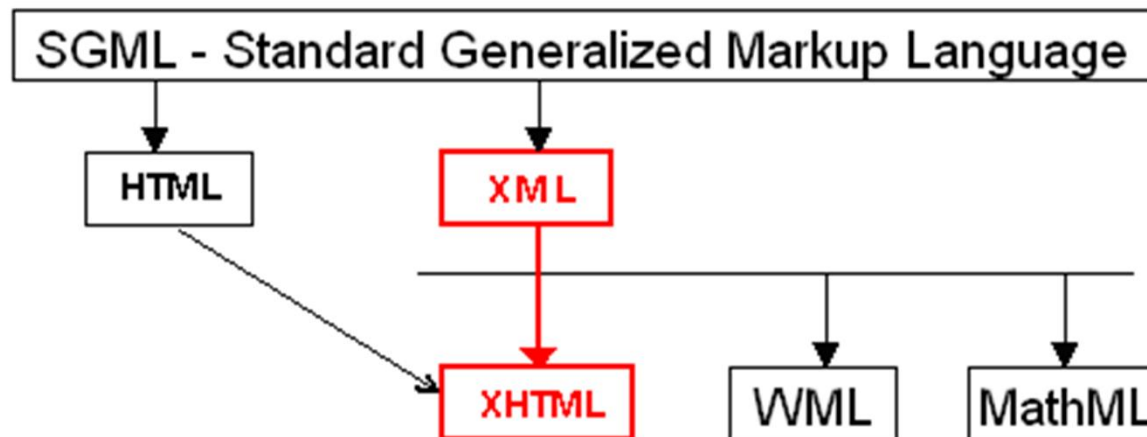 SGML - Standard Generalized Markup Language
HTML
XML
XHTML
WML
MathML